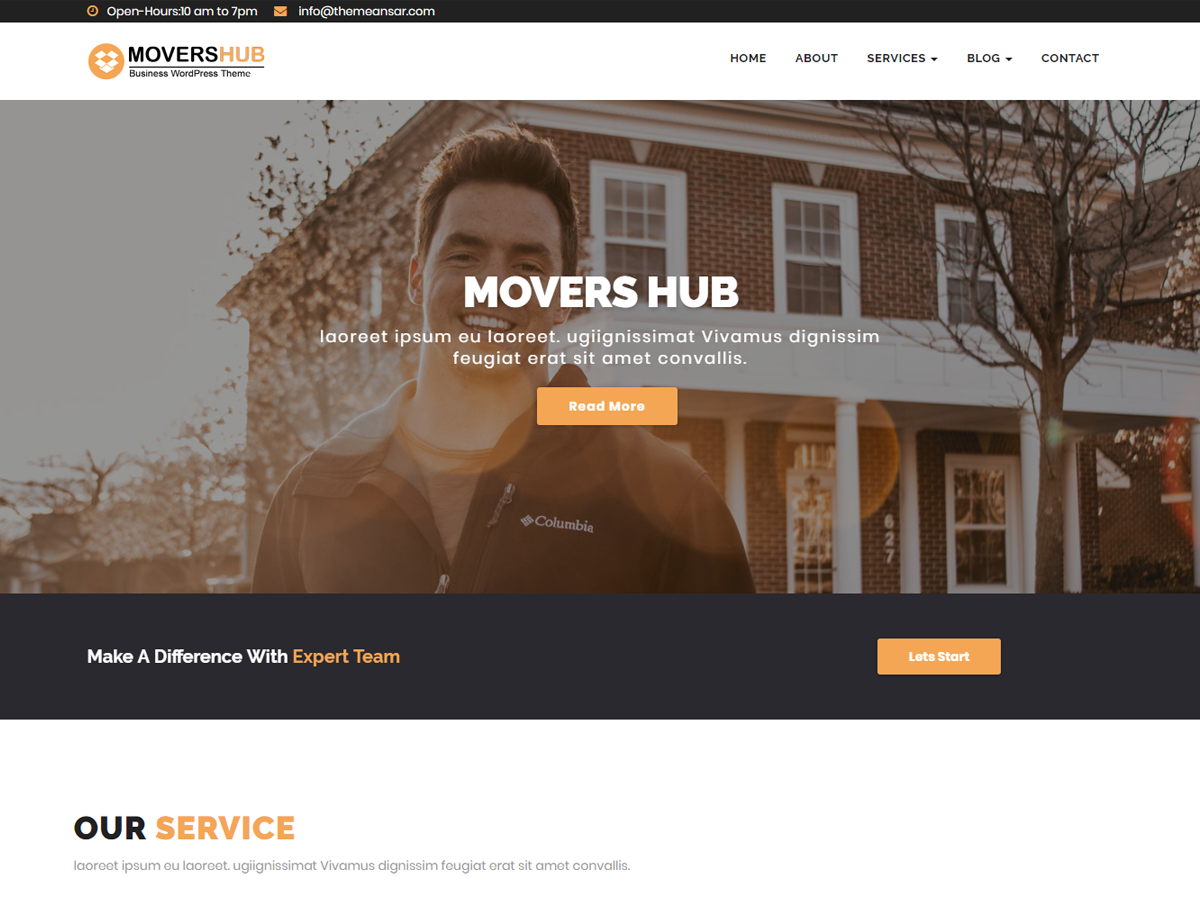 Open-Hours:10 am to 7pm info@themeansar.com
MOVERSHUB
Business WordPress Theme
HOME ABOUT SERVICES BLOG CONTACT
MOVERS HUB
laoreet ipsum eu laoreet. ugiignissimat Vivamus dignissim
feugiat erat sit amet convallis.
Read More
Columbia
627
Make A Difference With Expert Team
Lets Start
OUR SERVICE
laoreet ipsum eu laoreet. ugiignissimat Vivamus dignissim feugiat erat sit amet convallis.